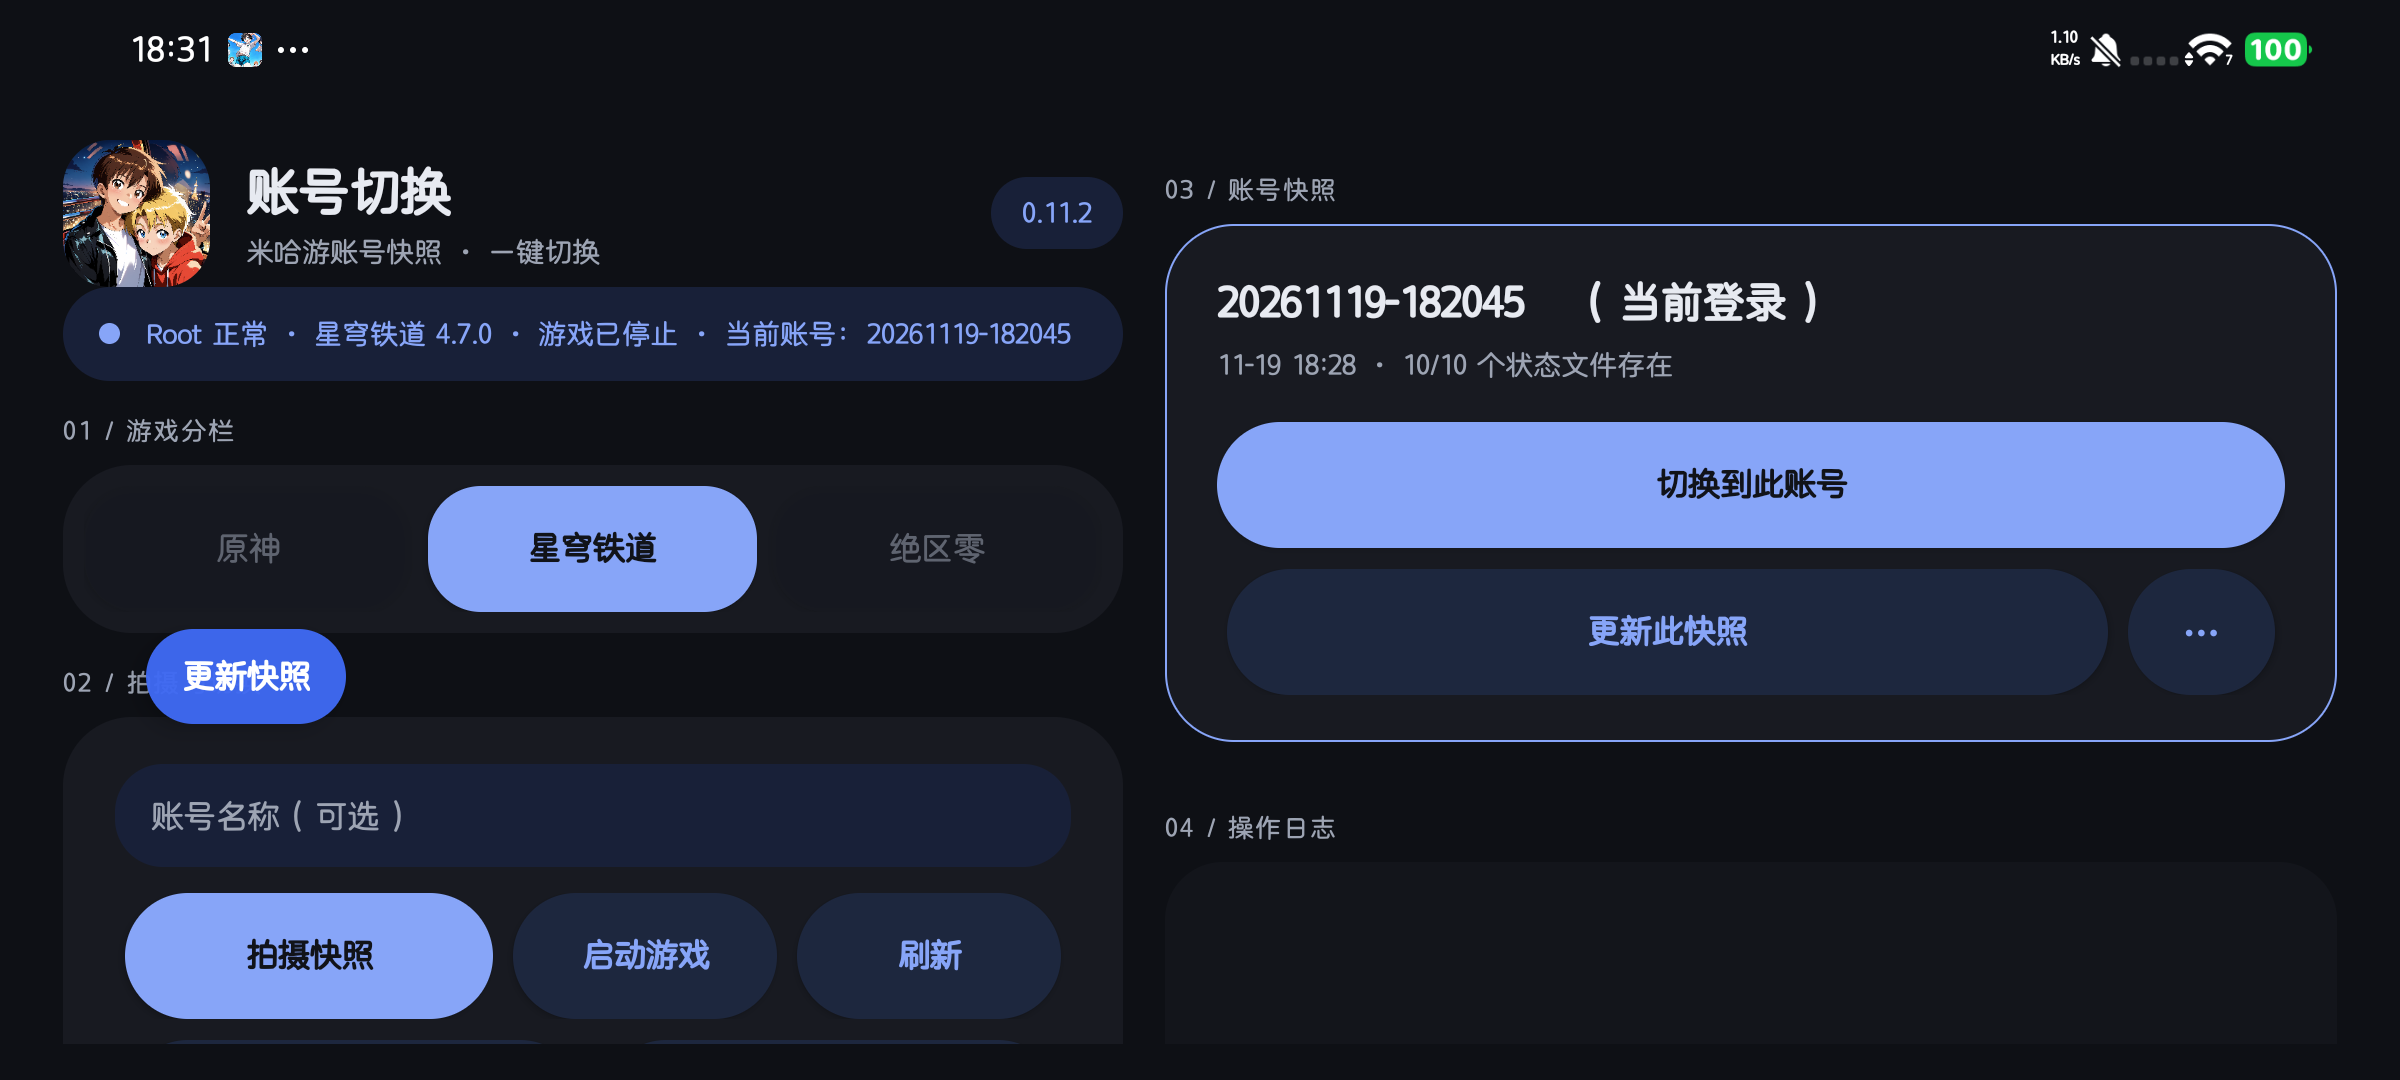 18:31 ···
1.10 KB/s 7 100
账号切换
米哈游账号快照 · 一键切换
0.11.2
Root 正常 · 星穹铁道 4.7.0 · 游戏已停止 · 当前账号： 20261119-182045
01 / 游戏分栏
原神 星穹铁道 绝区零
更新快照
02 / 拍摄
账号名称（可选）
拍摄快照 启动游戏 刷新
03 / 账号快照
20261119-182045 （当前登录）
11-19 18:28 · 10/10 个状态文件存在
切换到此账号
更新此快照 ···
04 / 操作日志